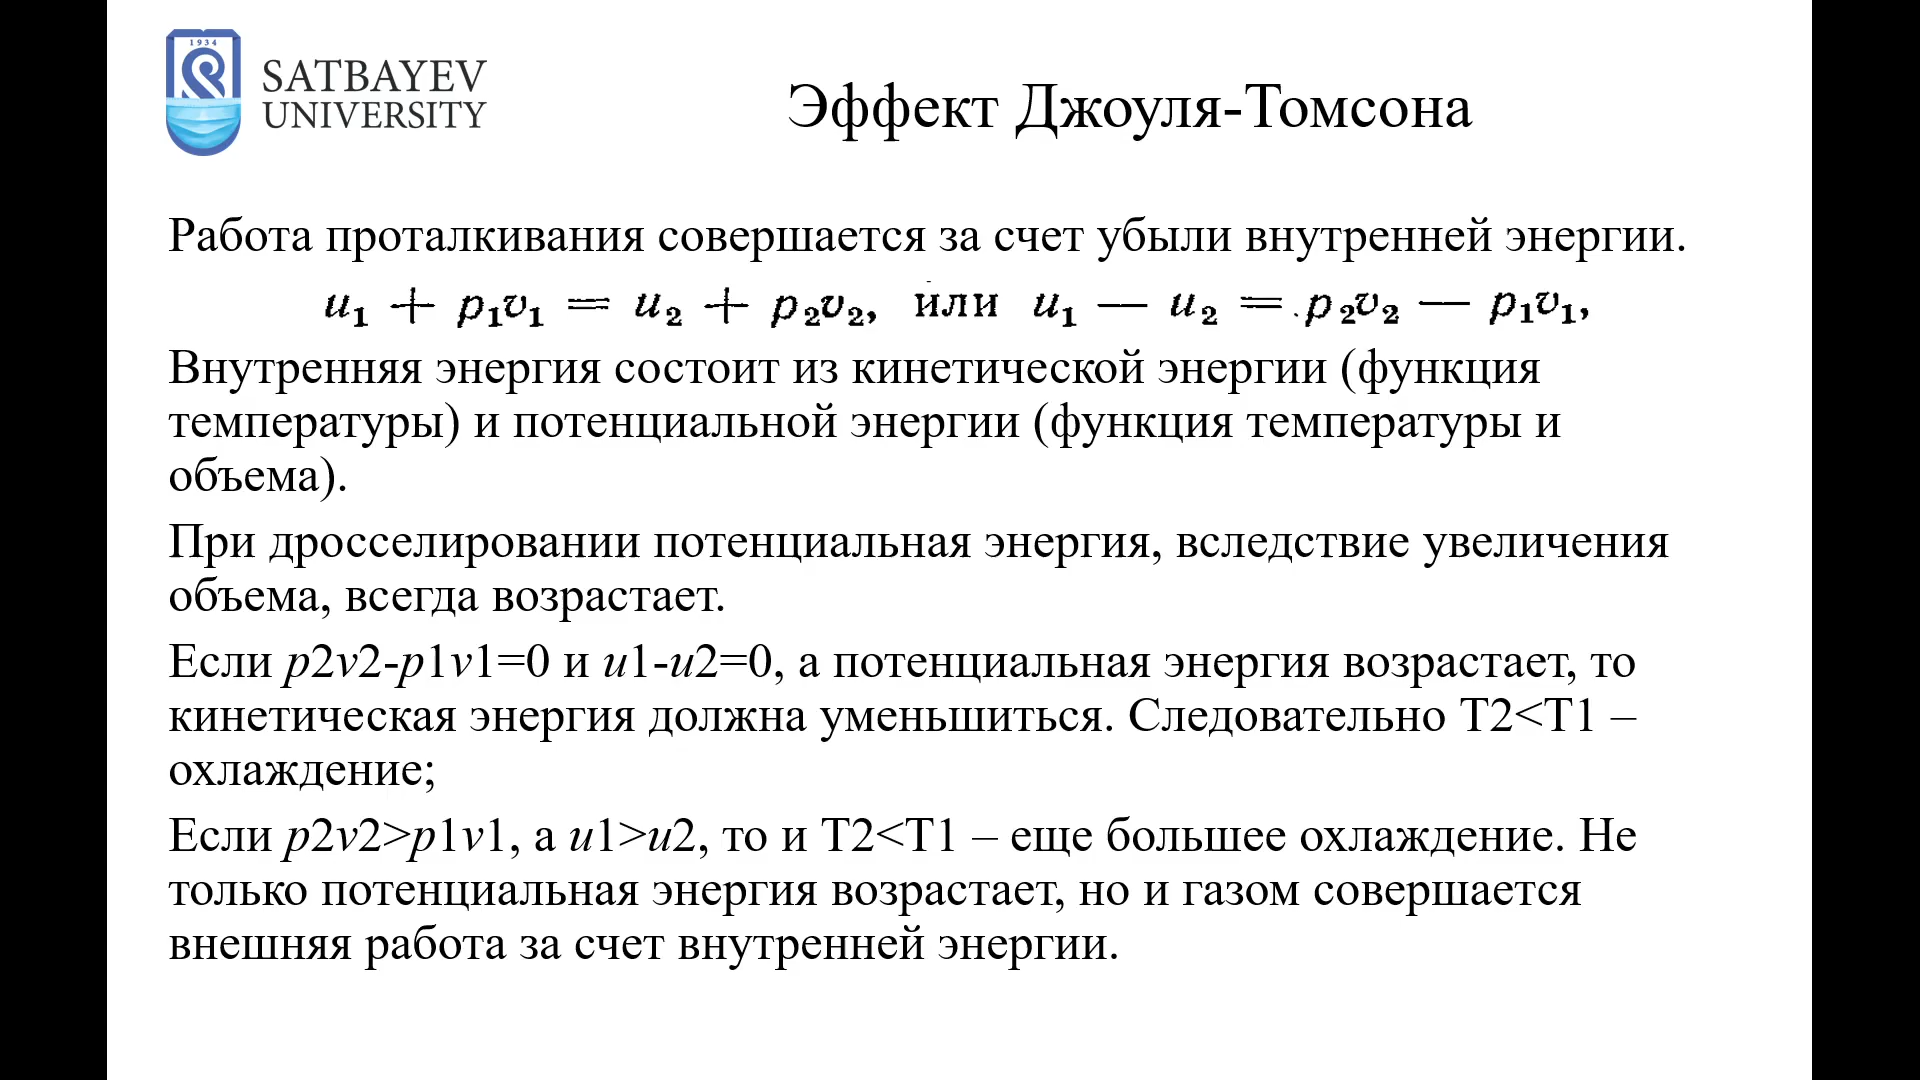 1934
SATBAYEV
UNIVERSITY
Эффект Джоуля-Томсона
Работа проталкивания совершается за счет убыли внутренней энергии.
u₁ + p₁v₁ = u₂ + p₂v₂, или u₁ — u₂ = p₂v₂ — p₁v₁,
Внутренняя энергия состоит из кинетической энергии (функция
температуры) и потенциальной энергии (функция температуры и
объема).
При дросселировании потенциальная энергия, вследствие увеличения
объема, всегда возрастает.
Если p2v2-p1v1=0 и u1-u2=0, а потенциальная энергия возрастает, то
кинетическая энергия должна уменьшиться. Следовательно T2<T1 –
охлаждение;
Если p2v2>p1v1, а u1>u2, то и T2<T1 – еще большее охлаждение. Не
только потенциальная энергия возрастает, но и газом совершается
внешняя работа за счет внутренней энергии.